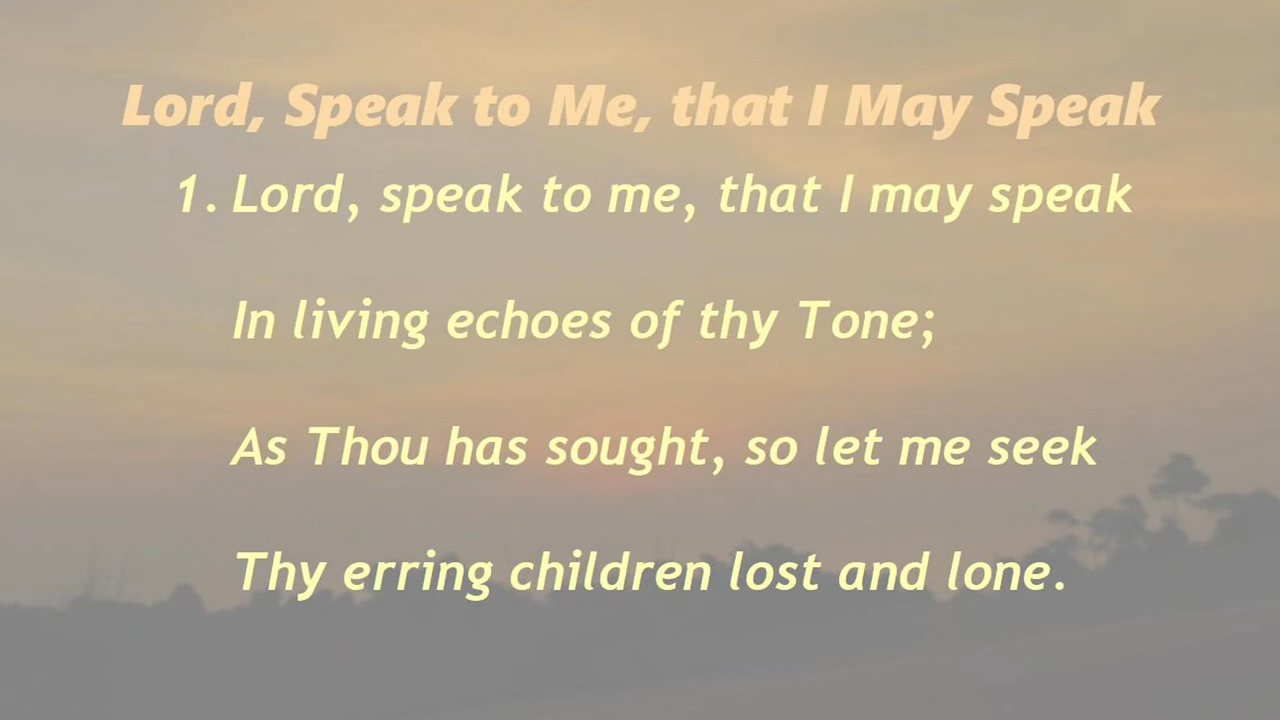 Lord, Speak to Me, that I May Speak
1. Lord, speak to me, that I may speak
In living echoes of thy Tone;
As Thou has sought, so let me seek
Thy erring children lost and lone.